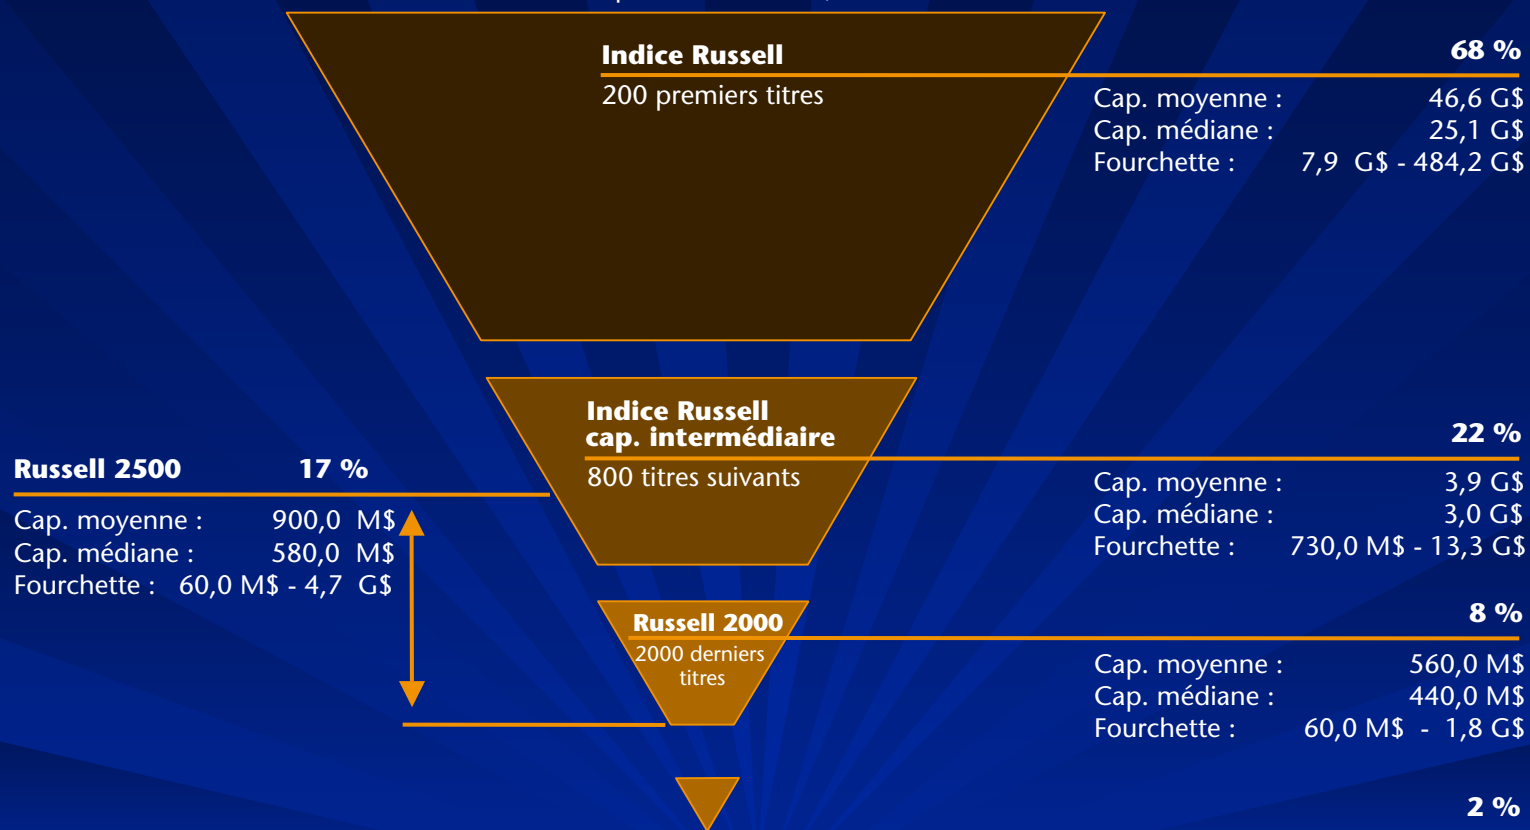 Indice Russell
200 premiers titres
68 %
Cap. moyenne : 46,6 G$
Cap. médiane : 25,1 G$
Fourchette : 7,9 G$ - 484,2 G$
Indice Russell
cap. intermédiaire
800 titres suivants
22 %
Cap. moyenne : 3,9 G$
Cap. médiane : 3,0 G$
Fourchette : 730,0 M$ - 13,3 G$
Russell 2500 17 %
Cap. moyenne : 900,0 M$
Cap. médiane : 580,0 M$
Fourchette : 60,0 M$ - 4,7 G$
Russell 2000
2000 derniers
titres
8 %
Cap. moyenne : 560,0 M$
Cap. médiane : 440,0 M$
Fourchette : 60,0 M$ - 1,8 G$
2 %